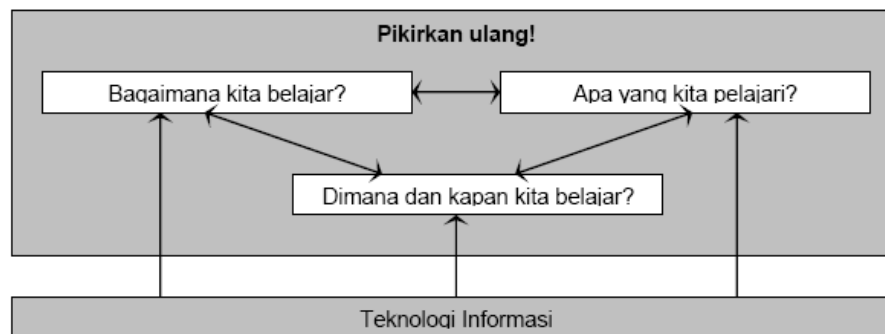 Pikirkan ulang!
Bagaimana kita belajar?
Apa yang kita pelajari?
Dimana dan kapan kita belajar?
Teknologi Informasi